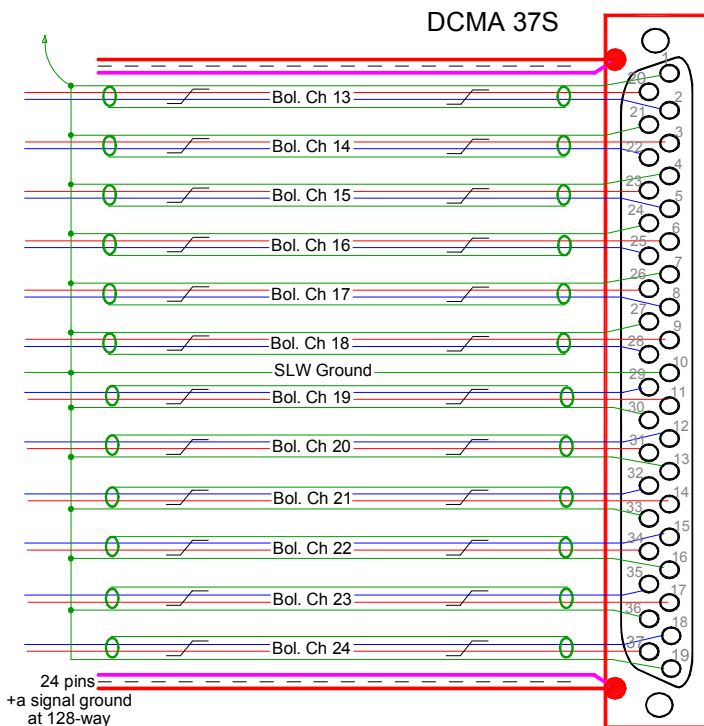 DCMA 37S
1
20
Bol. Ch 13
2
21
3
Bol. Ch 14
22
4
23
Bol. Ch 15
5
24
6
Bol. Ch 16
25
7
26
Bol. Ch 17
8
27
9
Bol. Ch 18
28
SLW Ground
10
29
Bol. Ch 19
11
30
12
Bol. Ch 20
31
13
32
Bol. Ch 21
14
33
15
Bol. Ch 22
34
16
35
Bol. Ch 23
17
36
18
Bol. Ch 24
37
19
24 pins
+a signal ground
at 128-way